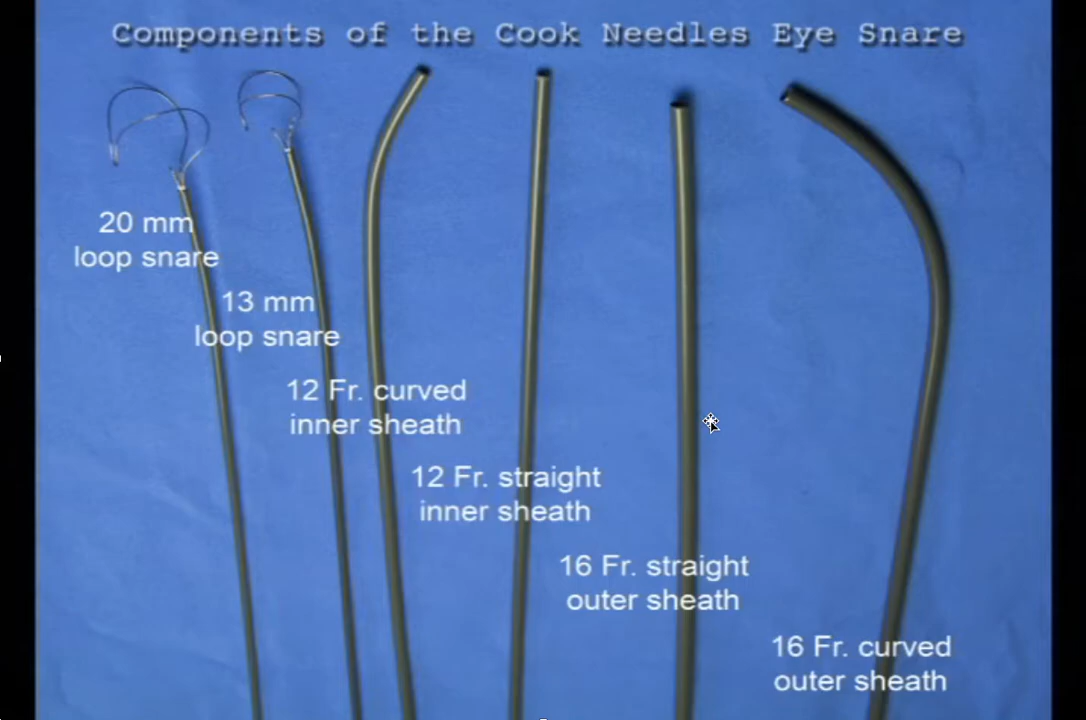 Components of the Cook Needles Eye Snare
20 mm
loop snare
13 mm
loop snare
12 Fr. curved
inner sheath
12 Fr. straight
inner sheath
16 Fr. straight
outer sheath
16 Fr. curved
outer sheath